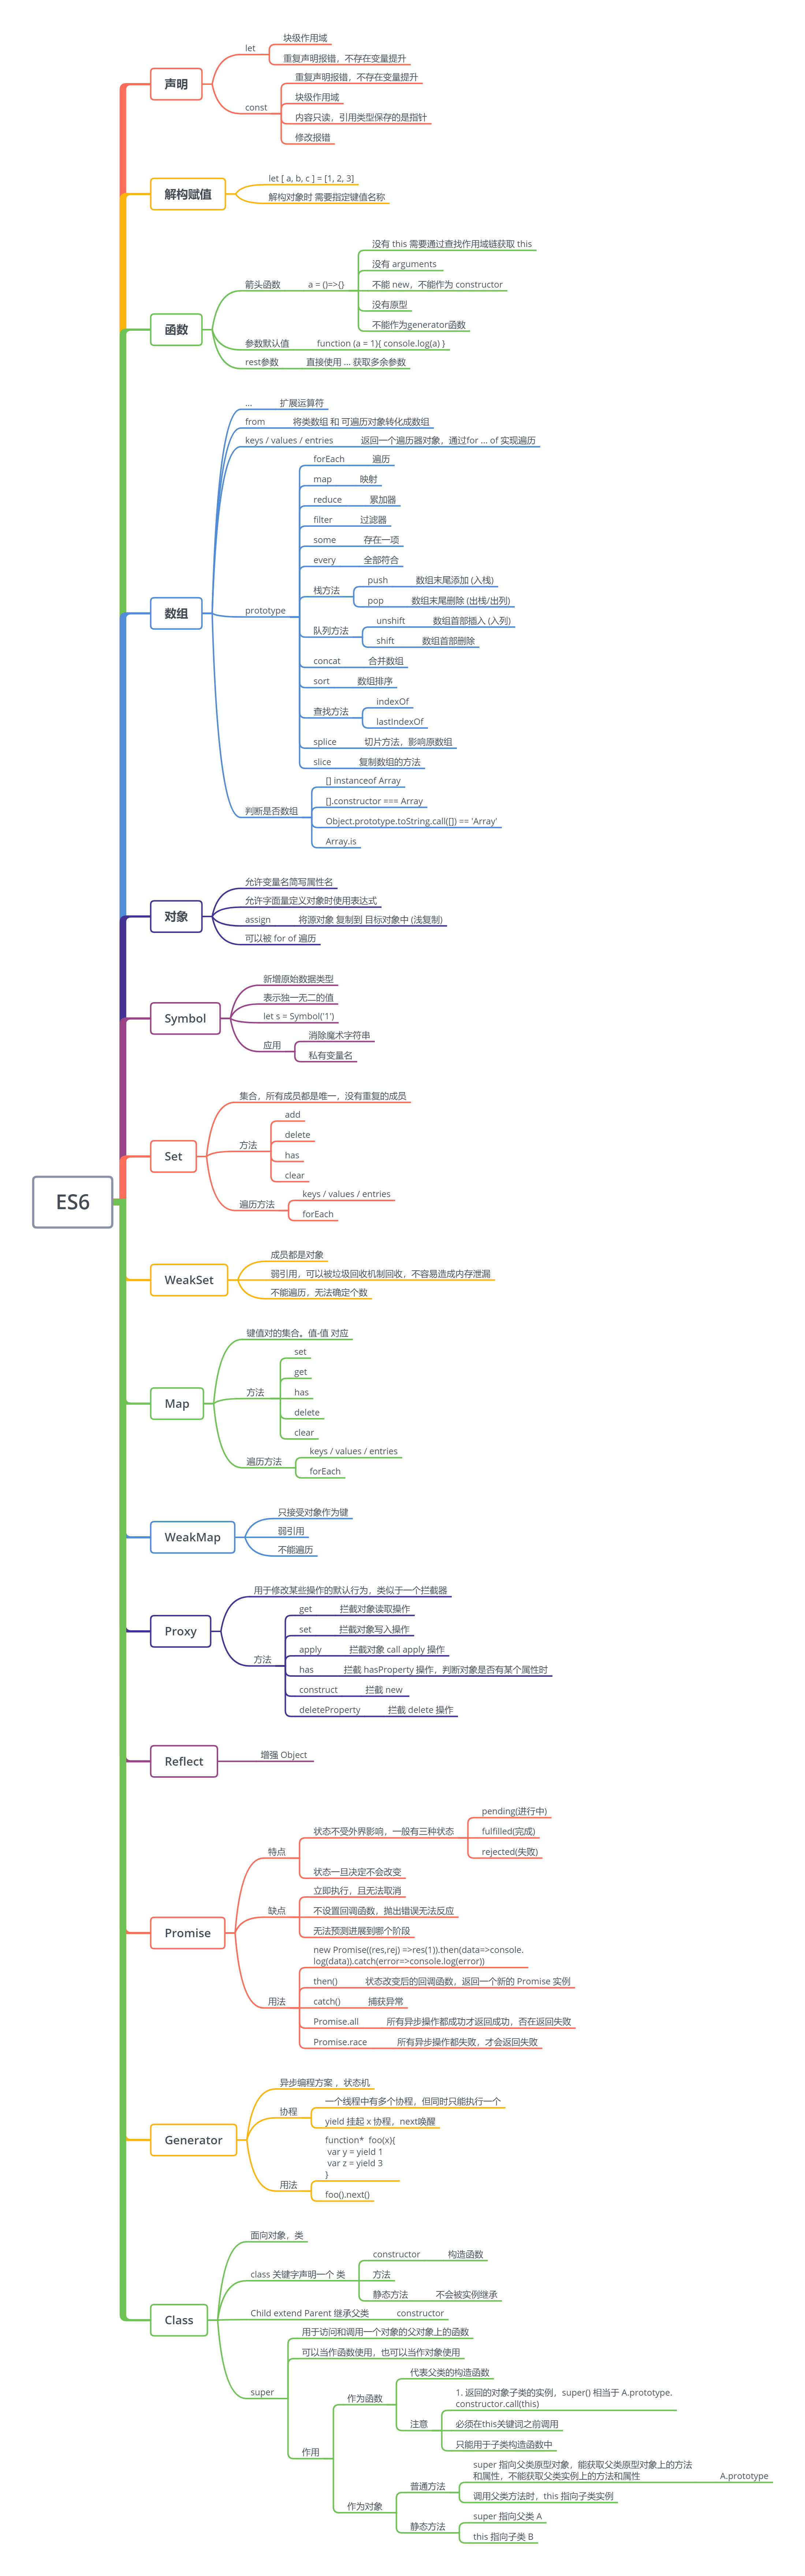 ES6
声明
let
块级作用域
重复声明报错，不存在变量提升
const
重复声明报错，不存在变量提升
块级作用域
内容只读，引用类型保存的是指针
修改报错
解构赋值
let [ a, b, c ] = [1, 2, 3]
解构对象时 需要指定键值名称
函数
箭头函数
a = ()=>{}
没有 this 需要通过查找作用域链获取 this
没有 arguments
不能 new，不能作为 constructor
没有原型
不能作为generator函数
参数默认值
function (a = 1){ console.log(a) }
rest参数
直接使用 ... 获取多余参数
数组
...
扩展运算符
from
将类数组 和 可遍历对象转化成数组
keys / values / entries
返回一个遍历器对象，通过for ... of 实现遍历
prototype
forEach
遍历
map
映射
reduce
累加器
filter
过滤器
some
存在一项
every
全部符合
栈方法
push
数组末尾添加 (入栈)
pop
数组末尾删除 (出栈/出列)
队列方法
unshift
数组首部插入 (入列)
shift
数组首部删除
concat
合并数组
sort
数组排序
查找方法
indexOf
lastIndexOf
splice
切片方法，影响原数组
slice
复制数组的方法
判断是否数组
[] instanceof Array
[].constructor === Array
Object.prototype.toString.call([]) == 'Array'
Array.is
对象
允许变量名简写属性名
允许字面量定义对象时使用表达式
assign
将源对象 复制到 目标对象中 (浅复制)
可以被 for of 遍历
Symbol
新增原始数据类型
表示独一无二的值
let s = Symbol('1')
应用
消除魔术字符串
私有变量名
Set
集合，所有成员都是唯一，没有重复的成员
方法
add
delete
has
clear
遍历方法
keys / values / entries
forEach
WeakSet
成员都是对象
弱引用，可以被垃圾回收机制回收，不容易造成内存泄漏
不能遍历，无法确定个数
Map
键值对的集合。值-值 对应
方法
set
get
has
delete
clear
遍历方法
keys / values / entries
forEach
WeakMap
只接受对象作为键
弱引用
不能遍历
Proxy
用于修改某些操作的默认行为，类似于一个拦截器
方法
get
拦截对象读取操作
set
拦截对象写入操作
apply
拦截对象 call apply 操作
has
拦截 hasProperty 操作，判断对象是否有某个属性时
construct
拦截 new
deleteProperty
拦截 delete 操作
Reflect
增强 Object
Promise
特点
状态不受外界影响，一般有三种状态
pending(进行中)
fulfilled(完成)
rejected(失败)
状态一旦决定不会改变
缺点
立即执行，且无法取消
不设置回调函数，抛出错误无法反应
无法预测进展到哪个阶段
用法
new Promise((res,rej) =>res(1)).then(data=>console.
log(data)).catch(error=>console.log(error))
then()
状态改变后的回调函数，返回一个新的 Promise 实例
catch()
捕获异常
Promise.all
所有异步操作都成功才返回成功，否在返回失败
Promise.race
所有异步操作都失败，才会返回失败
Generator
异步编程方案 ，状态机
协程
一个线程中有多个协程，但同时只能执行一个
yield 挂起 x 协程，next唤醒
用法
function*  foo(x){
var y = yield 1
var z = yield 3
}
foo().next()
Class
面向对象，类
class 关键字声明一个 类
constructor
构造函数
方法
静态方法
不会被实例继承
Child extend Parent 继承父类
constructor
super
用于访问和调用一个对象的父对象上的函数
可以当作函数使用，也可以当作对象使用
作用
作为函数
代表父类的构造函数
注意
1. 返回的对象子类的实例，super() 相当于 A.prototype.
constructor.call(this)
必须在this关键词之前调用
只能用于子类构造函数中
作为对象
普通方法
super 指向父类原型对象，能获取父类原型对象上的方法
和属性，不能获取父类实例上的方法和属性
A.prototype
调用父类方法时，this 指向子类实例
静态方法
super 指向父类 A
this 指向子类 B